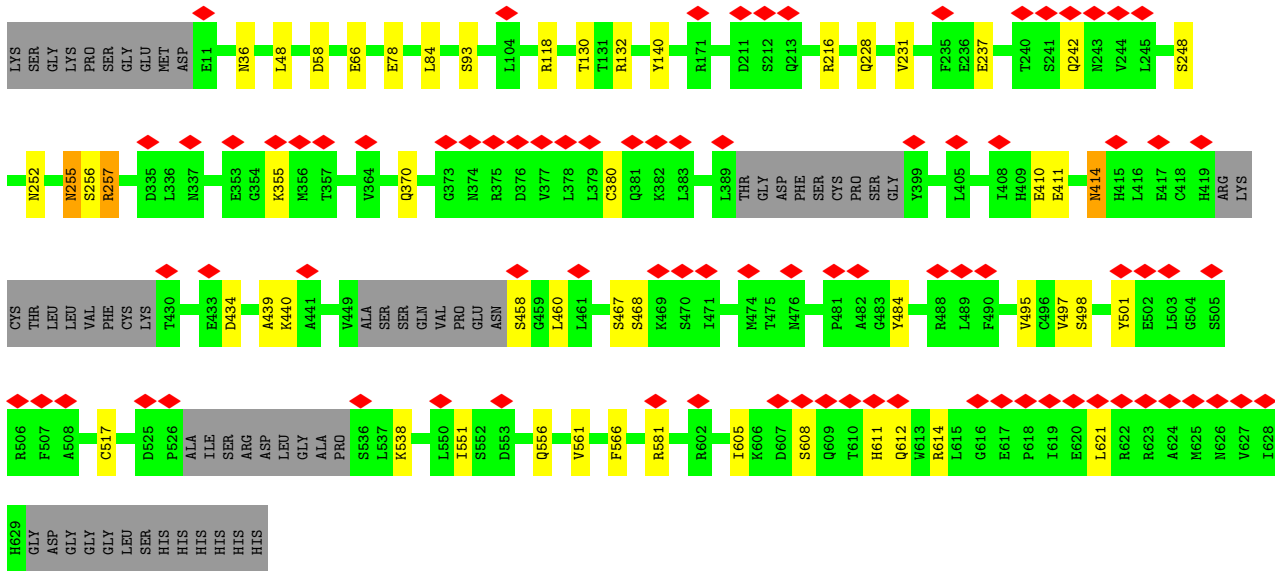 LYS SER GLY LYS PRO SER GLY GLU MET ASP E11 N36 L48 D58 E66 E78 L84 S93 L104 R118 T130 T131 R132 Y140 R171 D211 S212 Q213 R216 Q228 V231 F235 E236 E237 T240 S241 Q242 N243 V244 L245 S248
N252 N255 S256 R257 D335 L336 N337 E353 G354 K355 M356 T357 V364 Q370 G373 N374 R375 D376 V377 L378 L379 C380 Q381 K382 L383 L389 THR GLY ASP PHE SER CYS PRO SER GLY Y399 L405 I408 H409 E410 E411 N414 H415 L416 E417 C418 H419 ARG LYS
CYS THR LEU LEU VAL PHE CYS LYS T430 E433 D434 A439 K440 A441 V449 ALA SER SER GLN VAL PRO GLU ASN S458 G459 L460 L461 S467 S468 K469 S470 I471 M474 T475 N476 P481 A482 G483 Y484 R488 L489 F490 V495 C496 V497 S498 Y501 E502 L503 G504 S505
R506 F507 A508 C517 D525 P526 ALA ILE SER ARG ASP LEU GLY ALA PRO S536 L537 K538 L550 I551 S552 D553 Q556 V561 F566 R581 R602 I605 K606 D607 S608 Q609 T610 H611 Q612 W613 R614 L615 G616 E617 P618 I619 E620 L621 R622 R623 A624 M625 N626 V627 I628
H629 GLY ASP GLY GLY GLY LEU SER HIS HIS HIS HIS HIS HIS